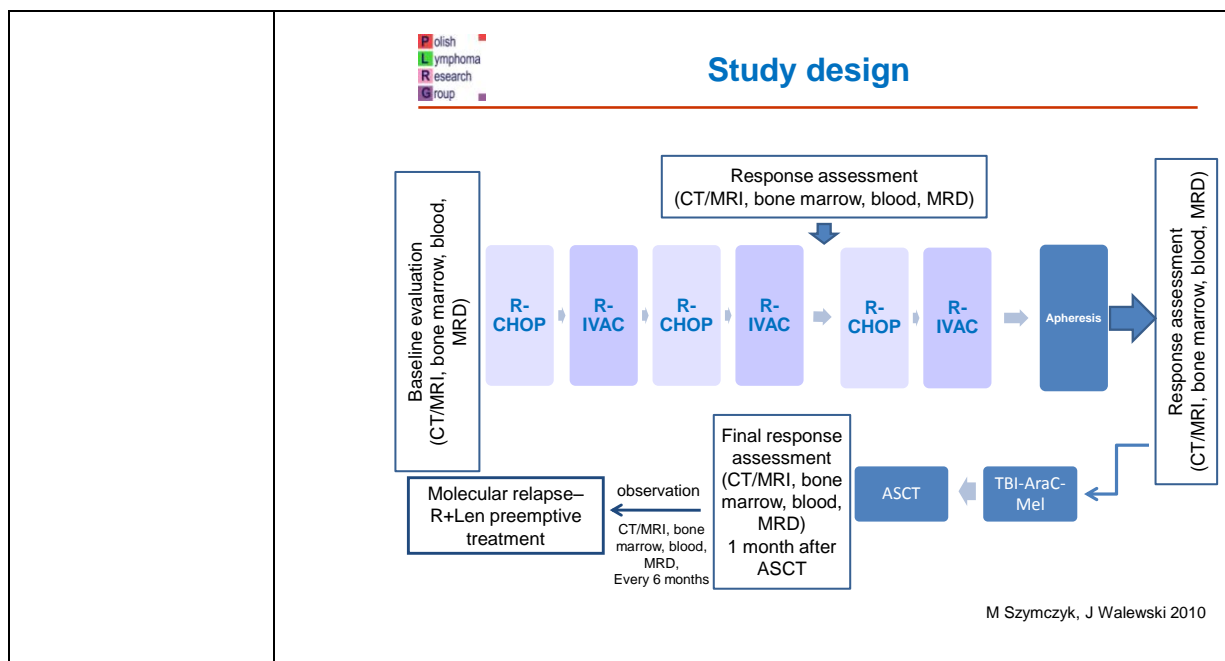 Polish
Lymphoma
Research
Group
Study design
Response assessment
(CT/MRI, bone marrow, blood, MRD)
Baseline evaluation
(CT/MRI, bone marrow, blood,
MRD)
R-
CHOP
R-
IVAC
R-
CHOP
R-
IVAC
R-
CHOP
R-
IVAC
Apheresis
Response assessment
(CT/MRI, bone marrow, blood, MRD)
TBI-AraC-
Mel
ASCT
Final response
assessment
(CT/MRI, bone
marrow, blood,
MRD)
1 month after
ASCT
observation
CT/MRI, bone
marrow, blood,
MRD,
Every 6 months
Molecular relapse–
R+Len preemptive
treatment
M Szymczyk, J Walewski 2010